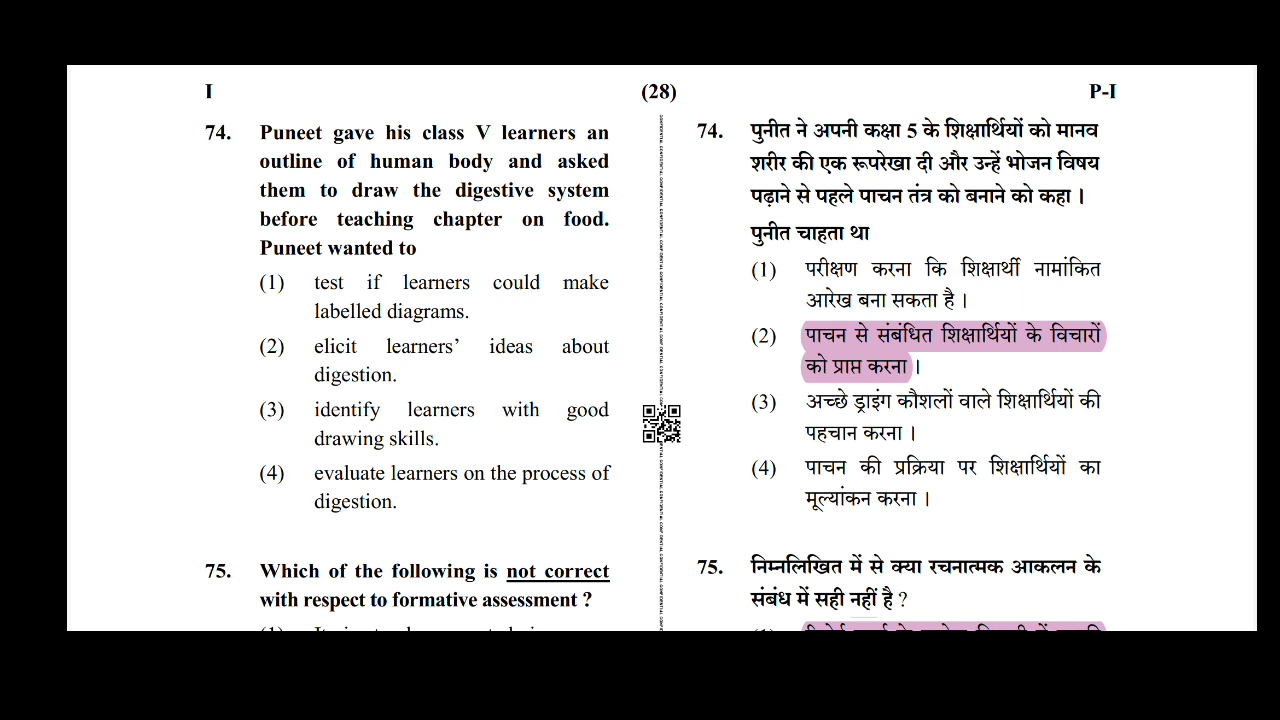 I (28) P-I
74. Puneet gave his class V learners an
outline of human body and asked
them to draw the digestive system
before teaching chapter on food.
Puneet wanted to
(1) test if learners could make
labelled diagrams.
(2) elicit learners’ ideas about
digestion.
(3) identify learners with good
drawing skills.
(4) evaluate learners on the process of
digestion.
75. Which of the following is not correct
with respect to formative assessment ?
74. पुनीत ने अपनी कक्षा 5 के शिक्षार्थियों को मानव
शरीर की एक रूपरेखा दी और उन्हें भोजन विषय
पढ़ाने से पहले पाचन तंत्र को बनाने को कहा ।
पुनीत चाहता था
(1) परीक्षण करना कि शिक्षार्थी नामांकित
आरेख बना सकता है ।
(2) पाचन से संबंधित शिक्षार्थियों के विचारों
को प्राप्त करना ।
(3) अच्छे ड्राइंग कौशलों वाले शिक्षार्थियों की
पहचान करना ।
(4) पाचन की प्रक्रिया पर शिक्षार्थियों का
मूल्यांकन करना ।
75. निम्नलिखित में से क्या रचनात्मक आकलन के
संबंध में सही नहीं है ?